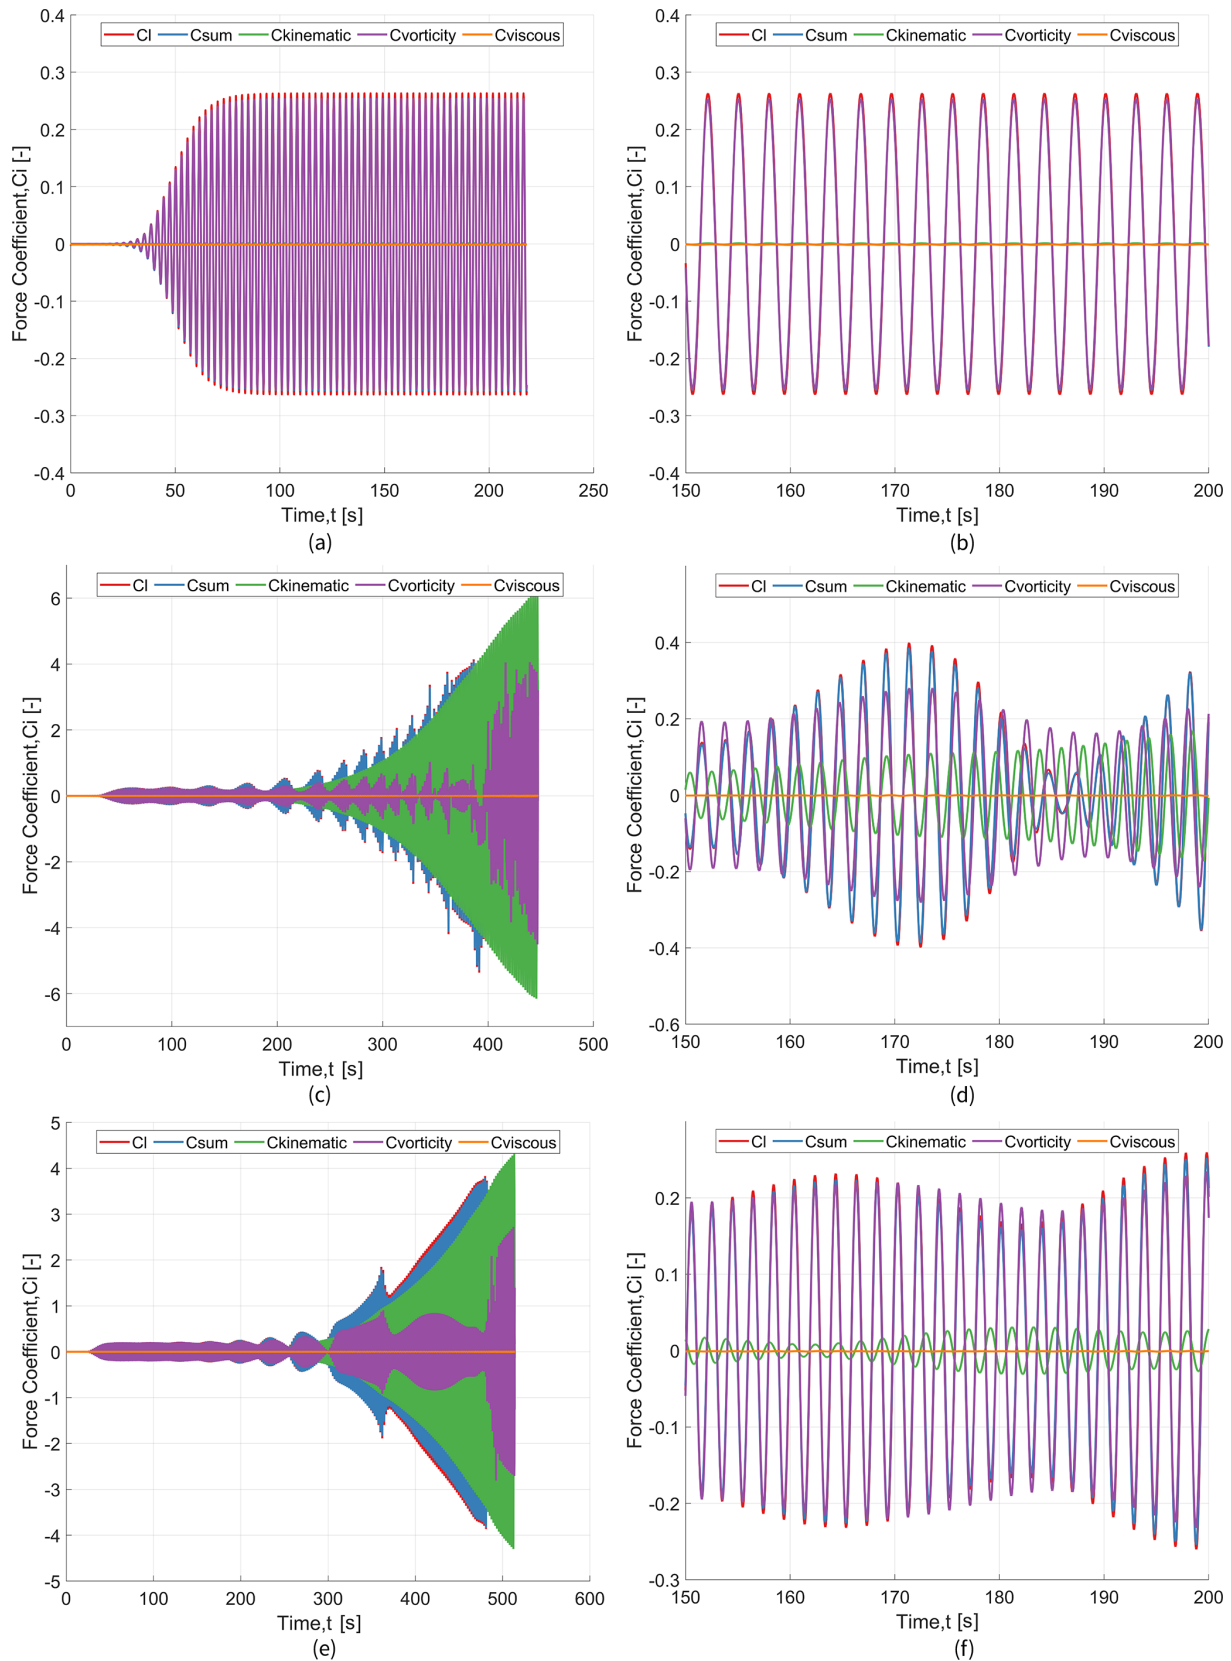 0.4
0.3
0.2
0.1
0
-0.1
-0.2
-0.3
-0.4
Force Coefficient,Ci [-]
Cl Csum Ckinematic Cvorticity Cviscous
0 50 100 150 200 250
Time,t [s]
(a)
0.4
0.3
0.2
0.1
0
-0.1
-0.2
-0.3
-0.4
Force Coefficient,Ci [-]
Cl Csum Ckinematic Cvorticity Cviscous
150 160 170 180 190 200
Time,t [s]
(b)
6
4
2
0
-2
-4
-6
Force Coefficient,Ci [-]
Cl Csum Ckinematic Cvorticity Cviscous
0 100 200 300 400 500
Time,t [s]
(c)
0.4
0.2
0
-0.2
-0.4
-0.6
Force Coefficient,Ci [-]
Cl Csum Ckinematic Cvorticity Cviscous
150 160 170 180 190 200
Time,t [s]
(d)
5
4
3
2
1
0
-1
-2
-3
-4
-5
Force Coefficient,Ci [-]
Cl Csum Ckinematic Cvorticity Cviscous
0 100 200 300 400 500 600
Time,t [s]
(e)
0.2
0.1
0
-0.1
-0.2
-0.3
Force Coefficient,Ci [-]
Cl Csum Ckinematic Cvorticity Cviscous
150 160 170 180 190 200
Time,t [s]
(f)